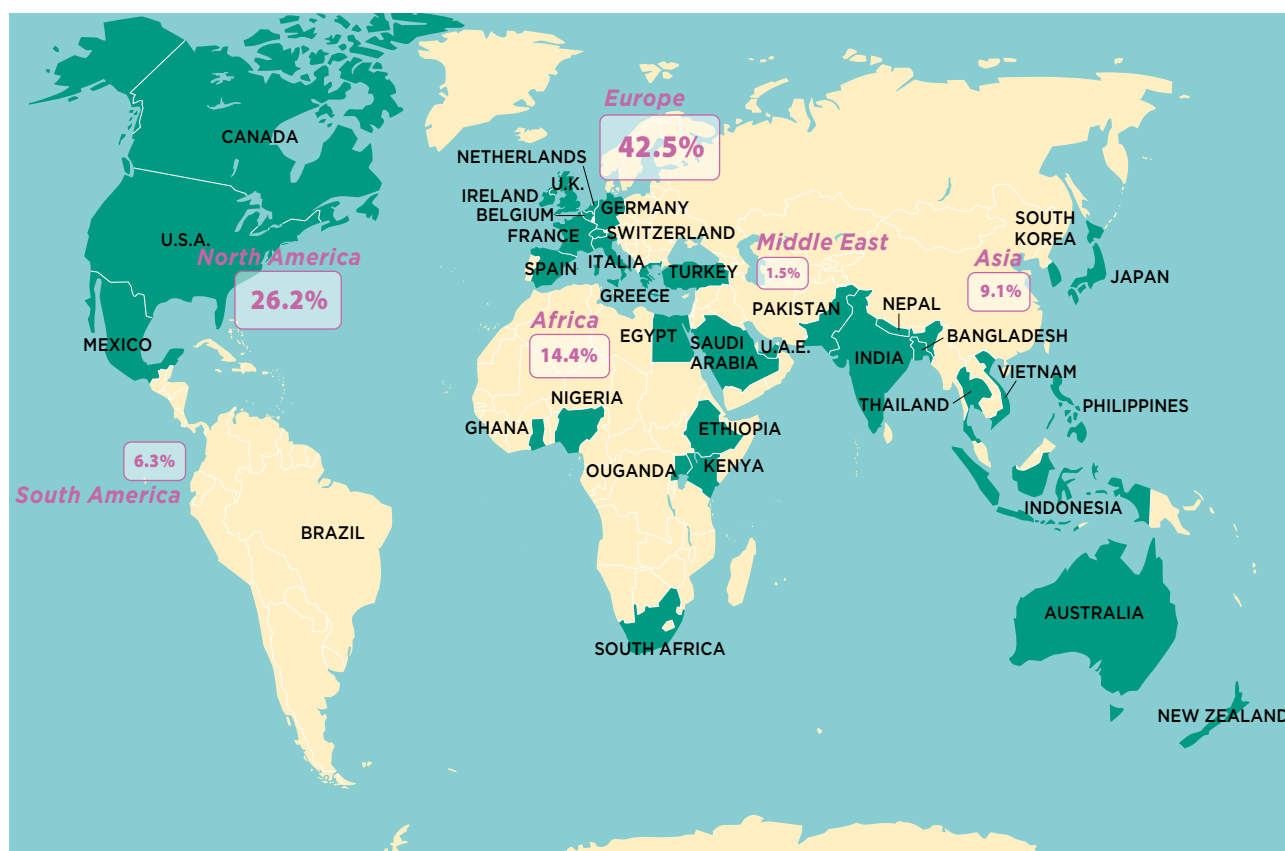 Europe
42.5%
CANADA
NETHERLANDS
U.K.
IRELAND
BELGIUM
GERMANY
FRANCE
SWITZERLAND
U.S.A.
North America
26.2%
SPAIN
ITALIA
TURKEY
GREECE
Middle East
1.5%
SOUTH
KOREA
Asia
9.1%
JAPAN
MEXICO
Africa
14.4%
EGYPT
SAUDI
ARABIA
U.A.E.
PAKISTAN
NEPAL
INDIA
BANGLADESH
VIETNAM
THAILAND
PHILIPPINES
NIGERIA
GHANA
ETHIOPIA
OUGANDA
KENYA
6.3%
South America
BRAZIL
INDONESIA
AUSTRALIA
SOUTH AFRICA
NEW ZEALAND